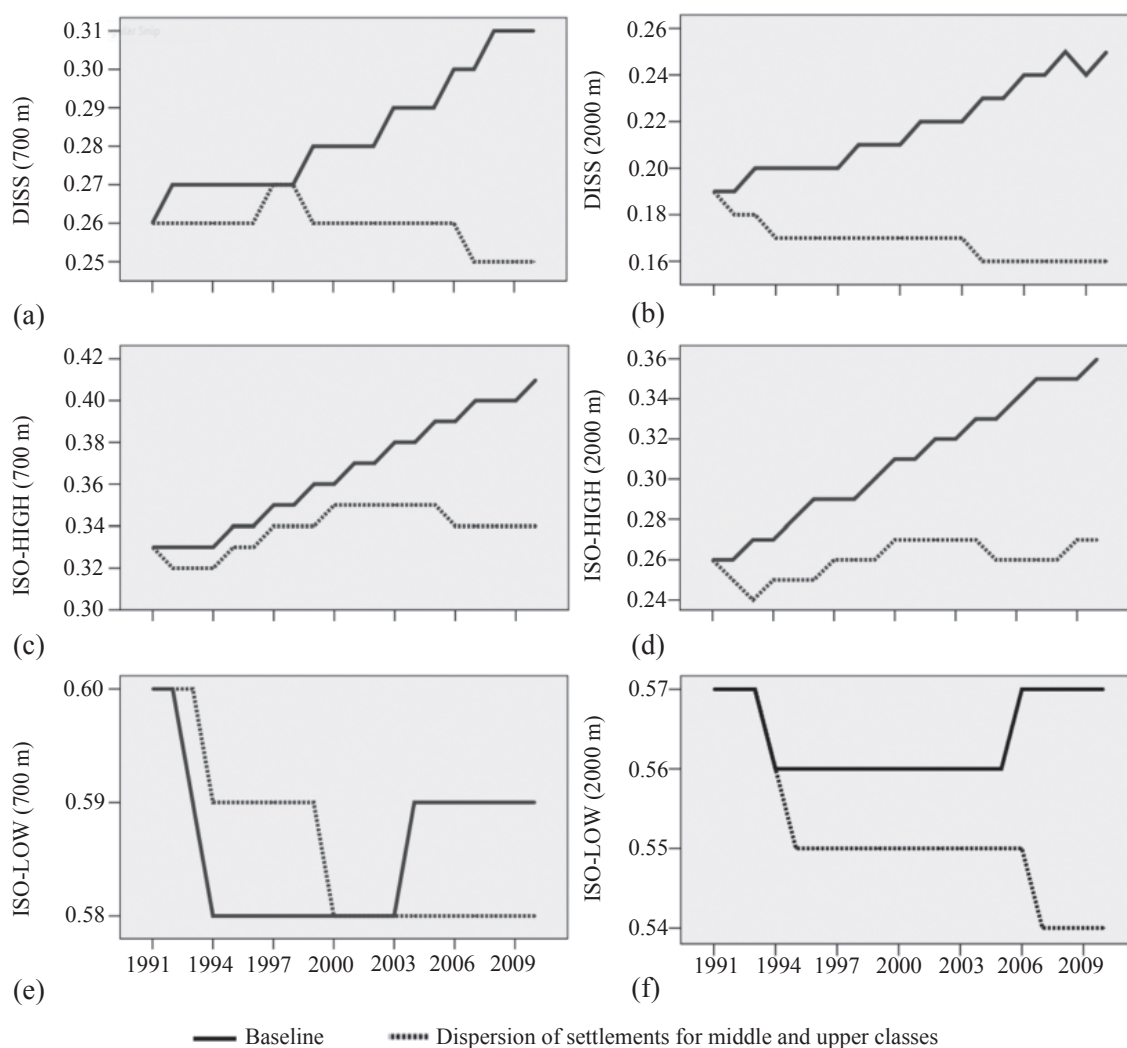 DISS (700 m)
0.31
0.30
0.29
0.28
0.27
0.26
0.25
(a)
DISS (2000 m)
0.26
0.24
0.22
0.20
0.18
0.16
(b)
ISO-HIGH (700 m)
0.42
0.40
0.38
0.36
0.34
0.32
0.30
(c)
ISO-HIGH (2000 m)
0.36
0.34
0.32
0.30
0.28
0.26
0.24
(d)
ISO-LOW (700 m)
0.60
0.59
0.58
1991 1994 1997 2000 2003 2006 2009
(e)
ISO-LOW (2000 m)
0.57
0.56
0.55
0.54
1991 1994 1997 2000 2003 2006 2009
(f)
Baseline
Dispersion of settlements for middle and upper classes